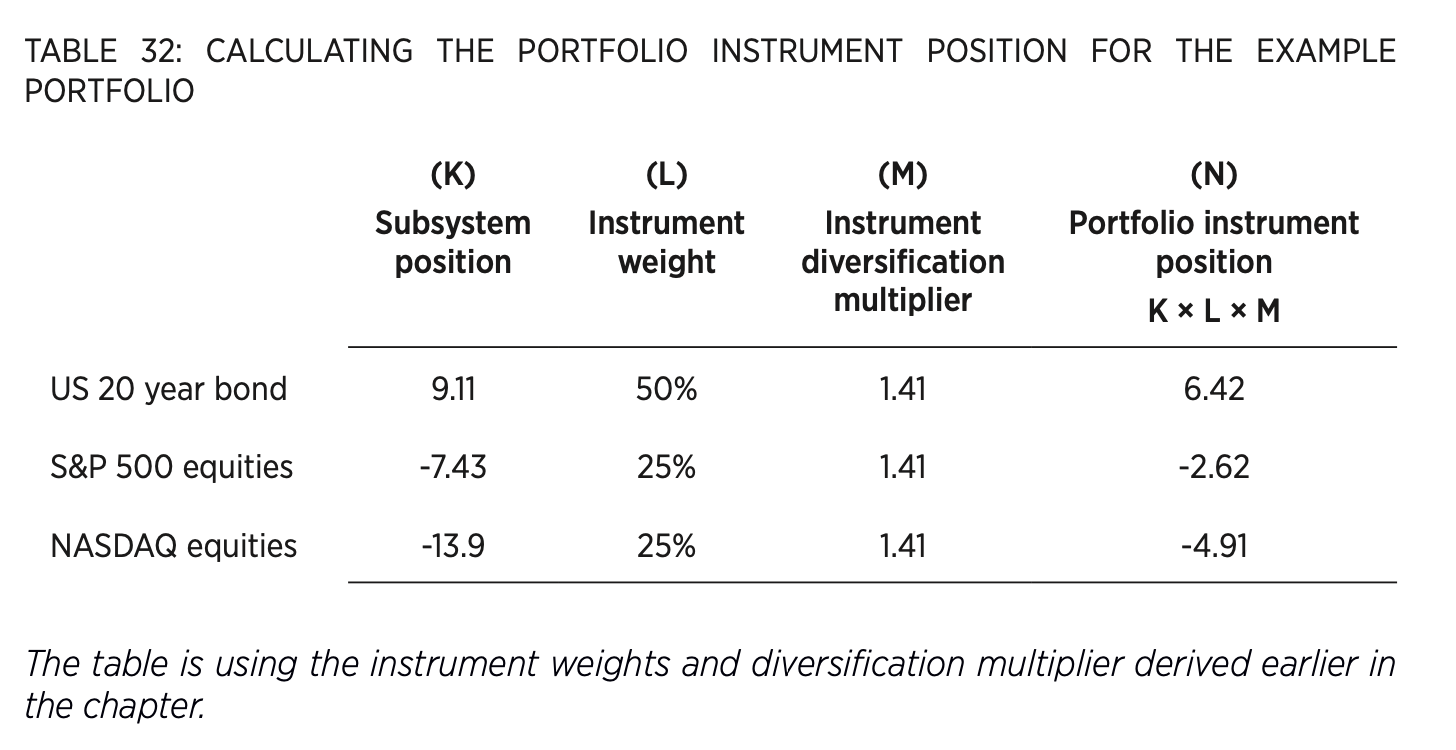 TABLE 32: CALCULATING THE PORTFOLIO INSTRUMENT POSITION FOR THE EXAMPLE
PORTFOLIO
(K) (L) (M) (N)
Subsystem Instrument Instrument Portfolio instrument
position weight diversification position
multiplier K × L × M
US 20 year bond 9.11 50% 1.41 6.42
S&P 500 equities -7.43 25% 1.41 -2.62
NASDAQ equities -13.9 25% 1.41 -4.91
The table is using the instrument weights and diversification multiplier derived earlier in
the chapter.